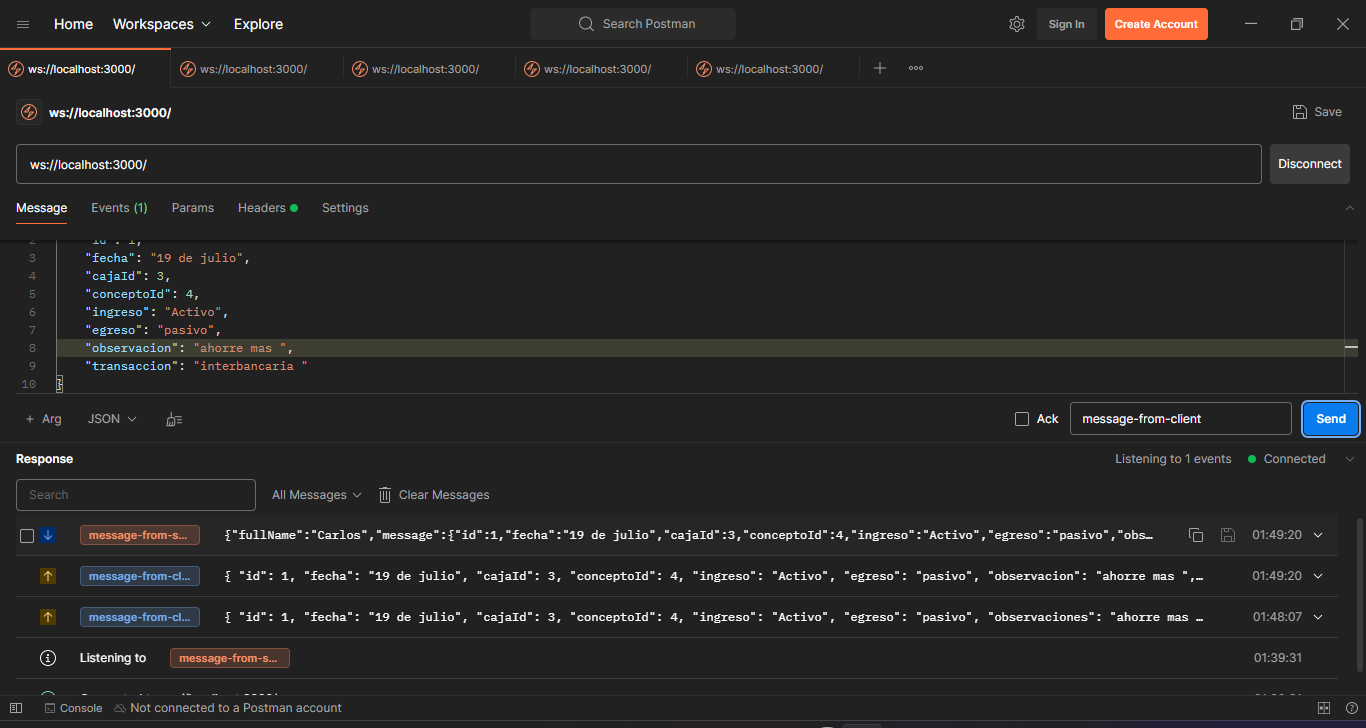 Home Workspaces Explore Search Postman Sign In Create Account
ws://localhost:3000/ ws://localhost:3000/ ws://localhost:3000/ ws://localhost:3000/ ws://localhost:3000/
ws://localhost:3000/ Save
ws://localhost:3000/ Disconnect
Message Events (1) Params Headers Settings
2 "id": 1,
3 "fecha": "19 de julio",
4 "cajaId": 3,
5 "conceptoId": 4,
6 "ingreso": "Activo",
7 "egreso": "pasivo",
8 "observacion": "ahorre mas ",
9 "transaccion": "interbancaria "
10 }
+ Arg JSON Ack message-from-client Send
Response Listening to 1 events Connected
Search All Messages Clear Messages
message-from-s... {"fullName":"Carlos","message":{"id":1,"fecha":"19 de julio","cajaId":3,"conceptoId":4,"ingreso":"Activo","egreso":"pasivo","obs… 01:49:20
message-from-cl... { "id": 1, "fecha": "19 de julio", "cajaId": 3, "conceptoId": 4, "ingreso": "Activo", "egreso": "pasivo", "observacion": "ahorre mas ",… 01:49:20
message-from-cl... { "id": 1, "fecha": "19 de julio", "cajaId": 3, "conceptoId": 4, "ingreso": "Activo", "egreso": "pasivo", "observaciones": "ahorre mas … 01:48:07
Listening to message-from-s... 01:39:31
Console Not connected to a Postman account